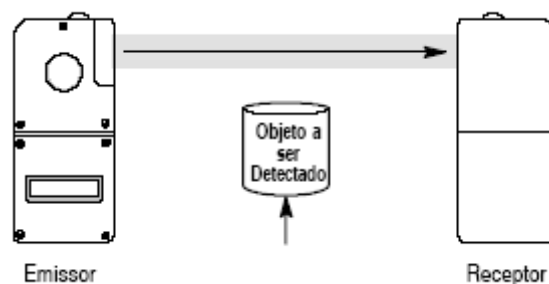 Objeto a
ser
Detectado
Emissor
Receptor